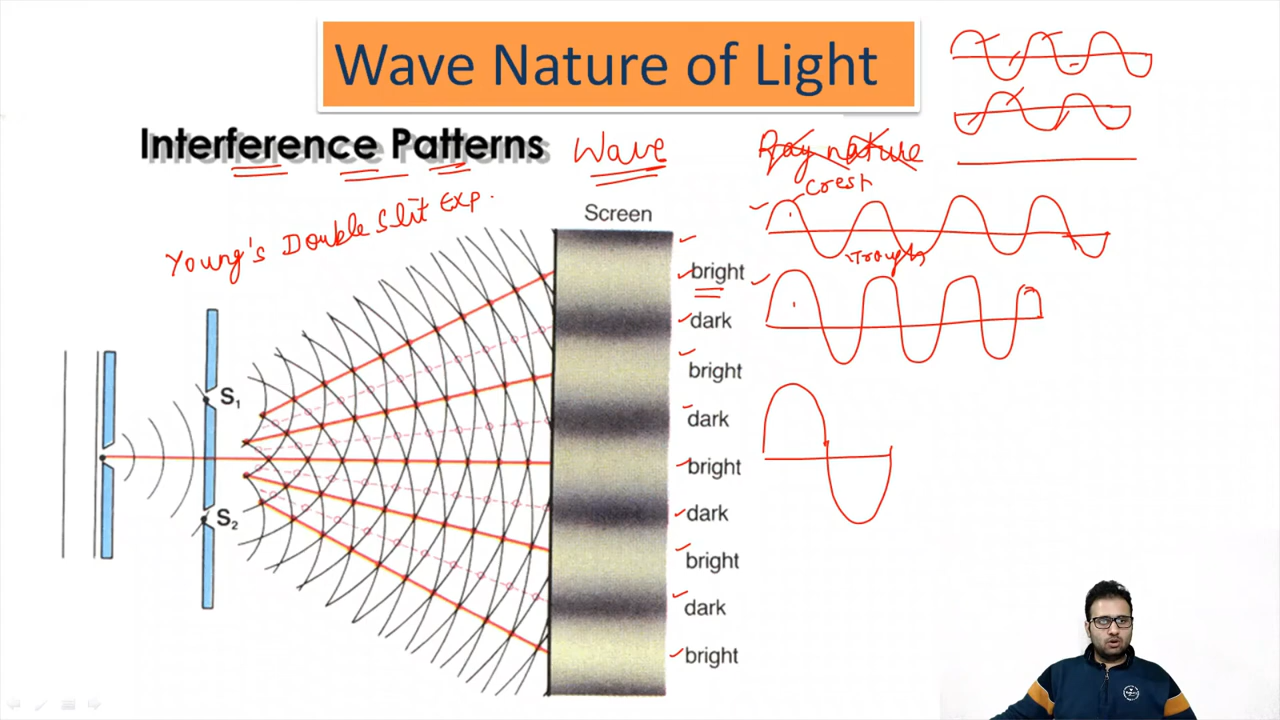 Wave Nature of Light
Interference Patterns
Wave
Ray nature
Crest
Young's Double Slit Exp.
Screen
Trough
bright
dark
bright
dark
bright
dark
bright
dark
bright
S1
S2